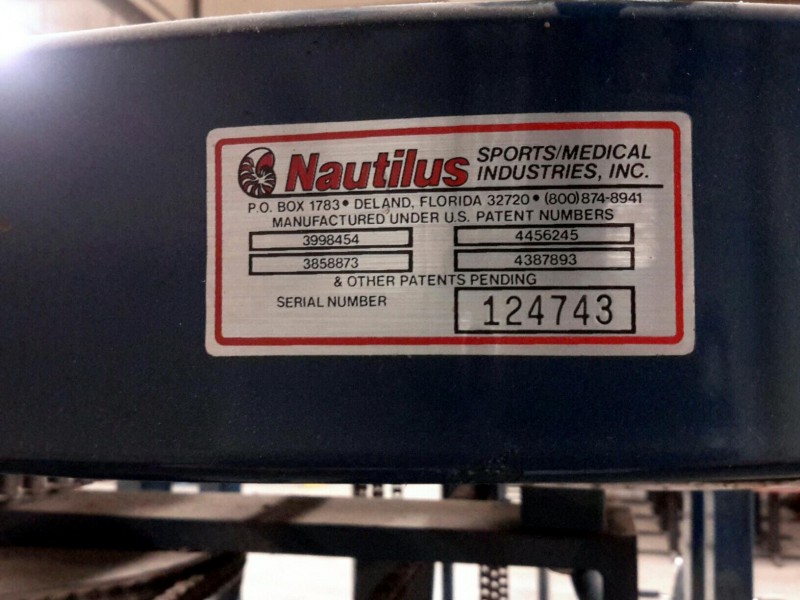 Nautilus SPORTS/MEDICAL
INDUSTRIES, INC.
P.O. BOX 1783 • DELAND, FLORIDA 32720 • (800) 874-8941
MANUFACTURED UNDER U.S. PATENT NUMBERS
3998454 4456245
3858873 4387893
& OTHER PATENTS PENDING
SERIAL NUMBER 124743